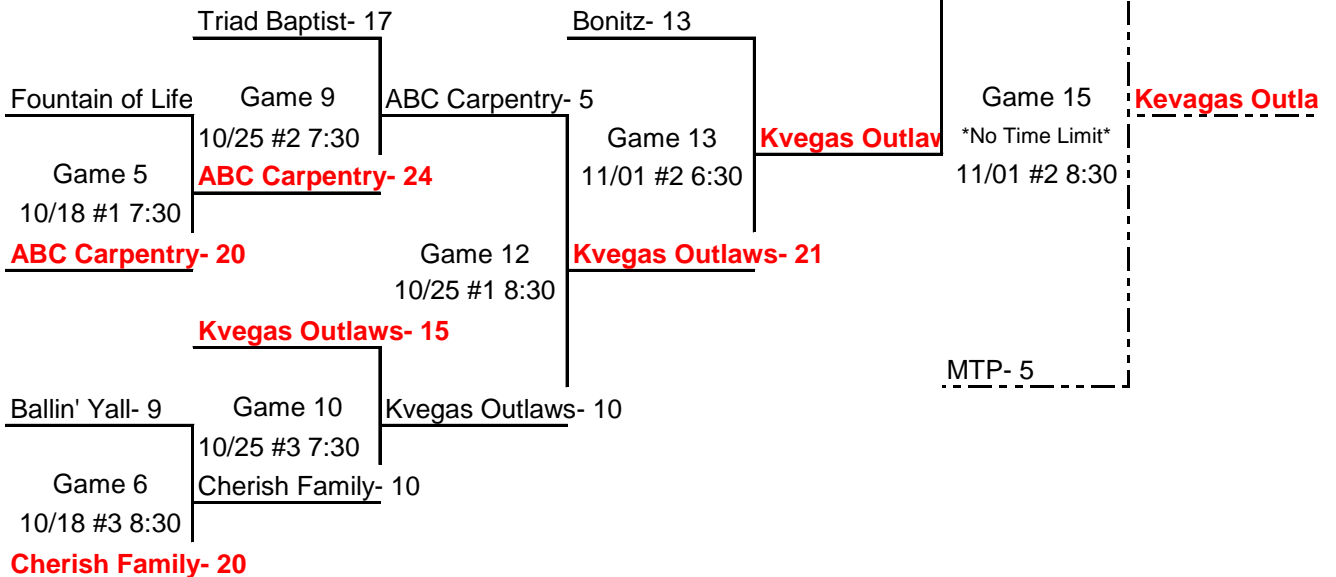 Triad Baptist- 17
Bonitz- 13
Fountain of Life
Game 9
ABC Carpentry- 5
Game 15
Kevagas Outla
10/25 #2 7:30
Game 13
Kvegas Outlaw
*No Time Limit*
Game 5
ABC Carpentry- 24
11/01 #2 6:30
11/01 #2 8:30
10/18 #1 7:30
ABC Carpentry- 20
Game 12
Kvegas Outlaws- 21
10/25 #1 8:30
Kvegas Outlaws- 15
MTP- 5
Ballin' Yall- 9
Game 10
Kvegas Outlaws- 10
10/25 #3 7:30
Game 6
Cherish Family- 10
10/18 #3 8:30
Cherish Family- 20